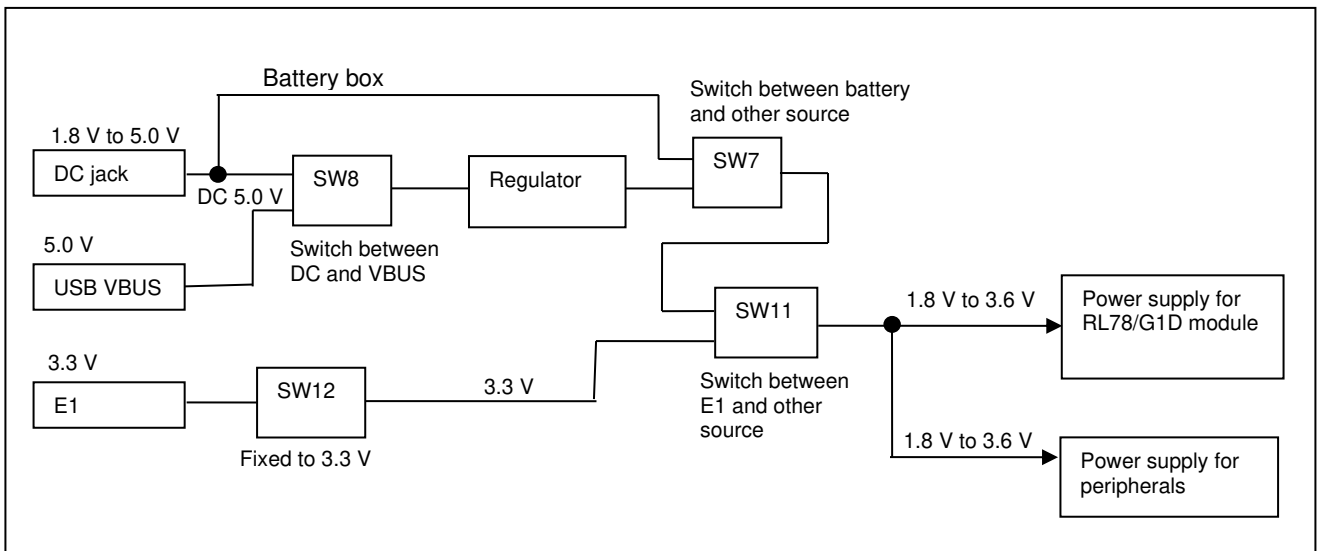 Battery box
Switch between battery
and other source
1.8 V to 5.0 V
DC jack
SW8
Regulator
SW7
DC 5.0 V
5.0 V
Switch between
DC and VBUS
USB VBUS
SW11
1.8 V to 3.6 V
Power supply for
RL78/G1D module
3.3 V
E1
SW12
3.3 V
Switch between
E1 and other
source
Fixed to 3.3 V
1.8 V to 3.6 V
Power supply for
peripherals